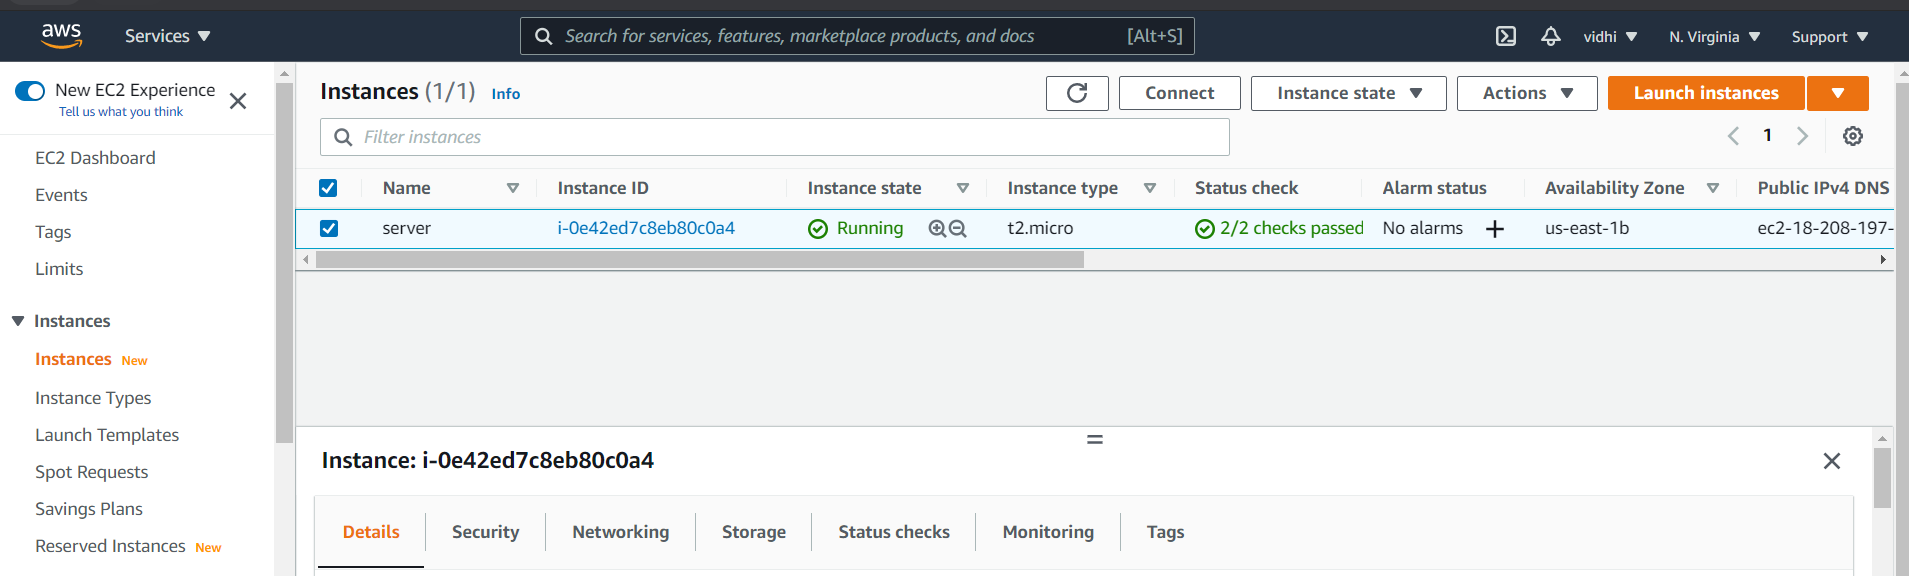 aws Services Search for services, features, marketplace products, and docs [Alt+S] vidhi N. Virginia Support
New EC2 Experience
Tell us what you think
EC2 Dashboard
Events
Tags
Limits
Instances
Instances New
Instance Types
Launch Templates
Spot Requests
Savings Plans
Reserved Instances New
Instances (1/1) Info Connect Instance state Actions Launch instances
Filter instances
1
Name Instance ID Instance state Instance type Status check Alarm status Availability Zone Public IPv4 DNS
server i-0e42ed7c8eb80c0a4 Running t2.micro 2/2 checks passed No alarms us-east-1b ec2-18-208-197-
Instance: i-0e42ed7c8eb80c0a4
Details Security Networking Storage Status checks Monitoring Tags